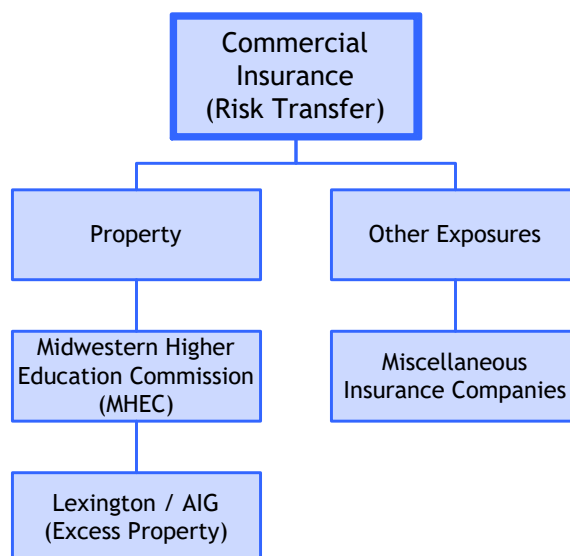 Commercial
Insurance
(Risk Transfer)
Property
Other Exposures
Midwestern Higher
Education Commission
(MHEC)
Miscellaneous
Insurance Companies
Lexington / AIG
(Excess Property)